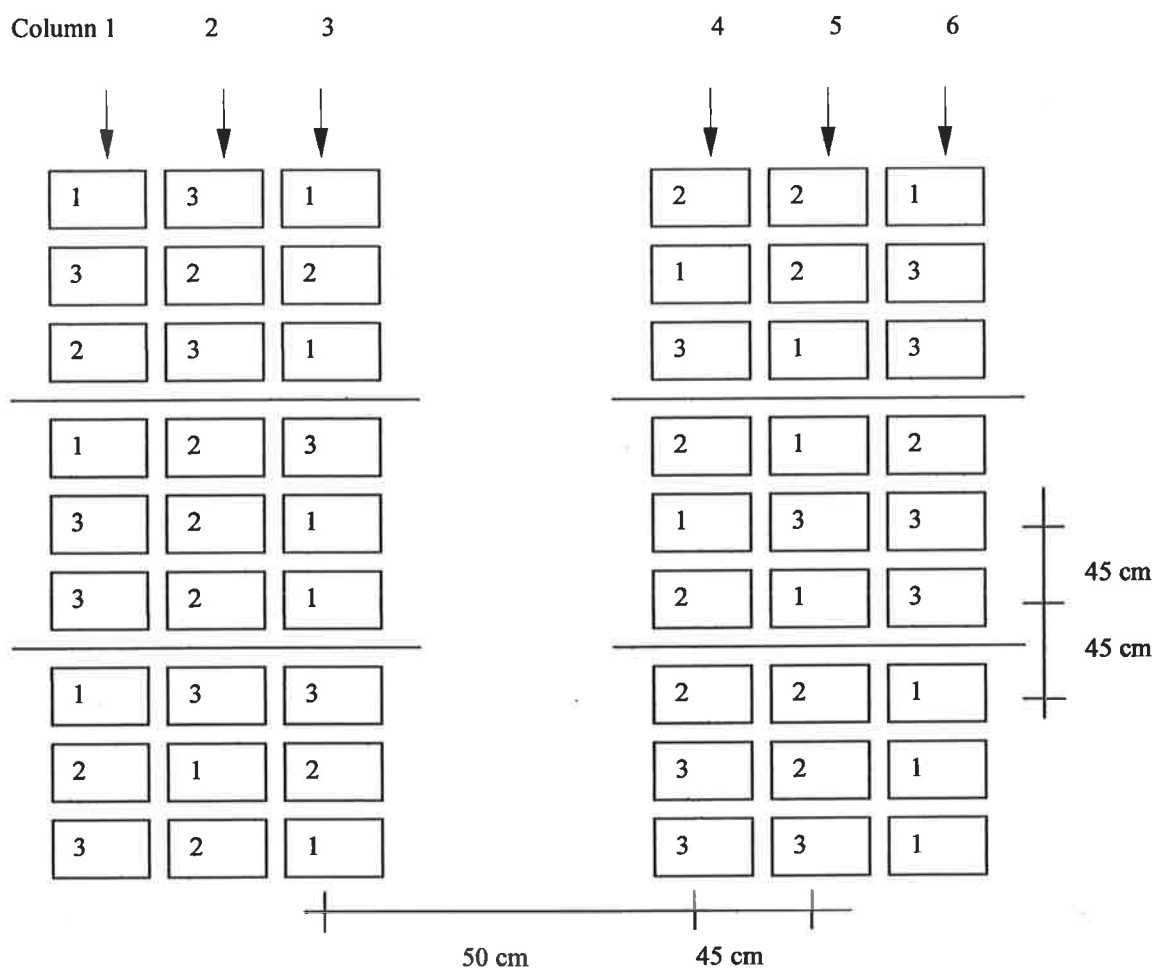 Column 1 2 3 4 5 6
1 3 1 2 2 1
3 2 2 1 2 3
2 3 1 3 1 3
1 2 3 2 1 2
3 2 1 1 3 3
3 2 1 2 1 3
45 cm
45 cm
1 3 3 2 2 1
2 1 2 3 2 1
3 2 1 3 3 1
50 cm 45 cm